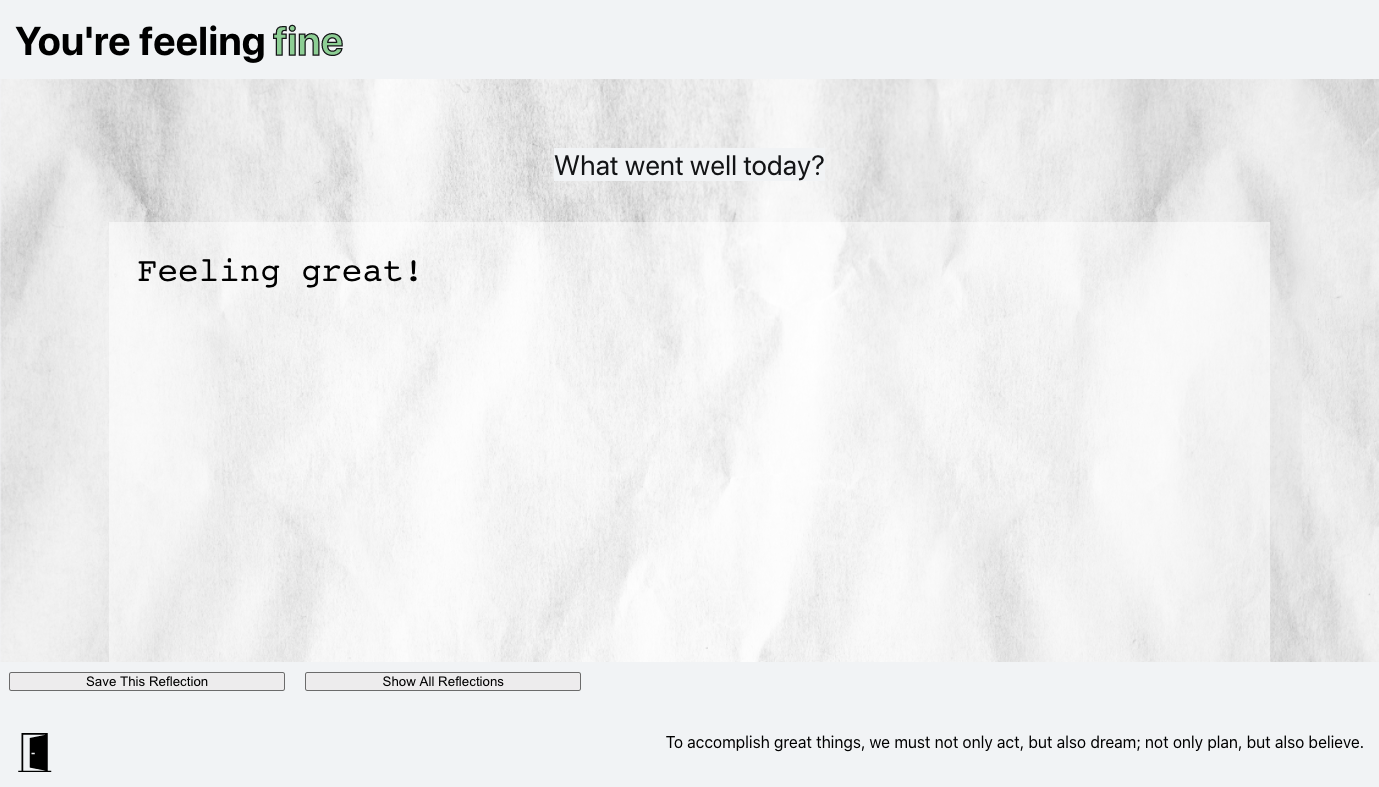 You're feeling fine
What went well today?
Feeling great!
Save This Reflection
Show All Reflections
To accomplish great things, we must not only act, but also dream; not only plan, but also believe.